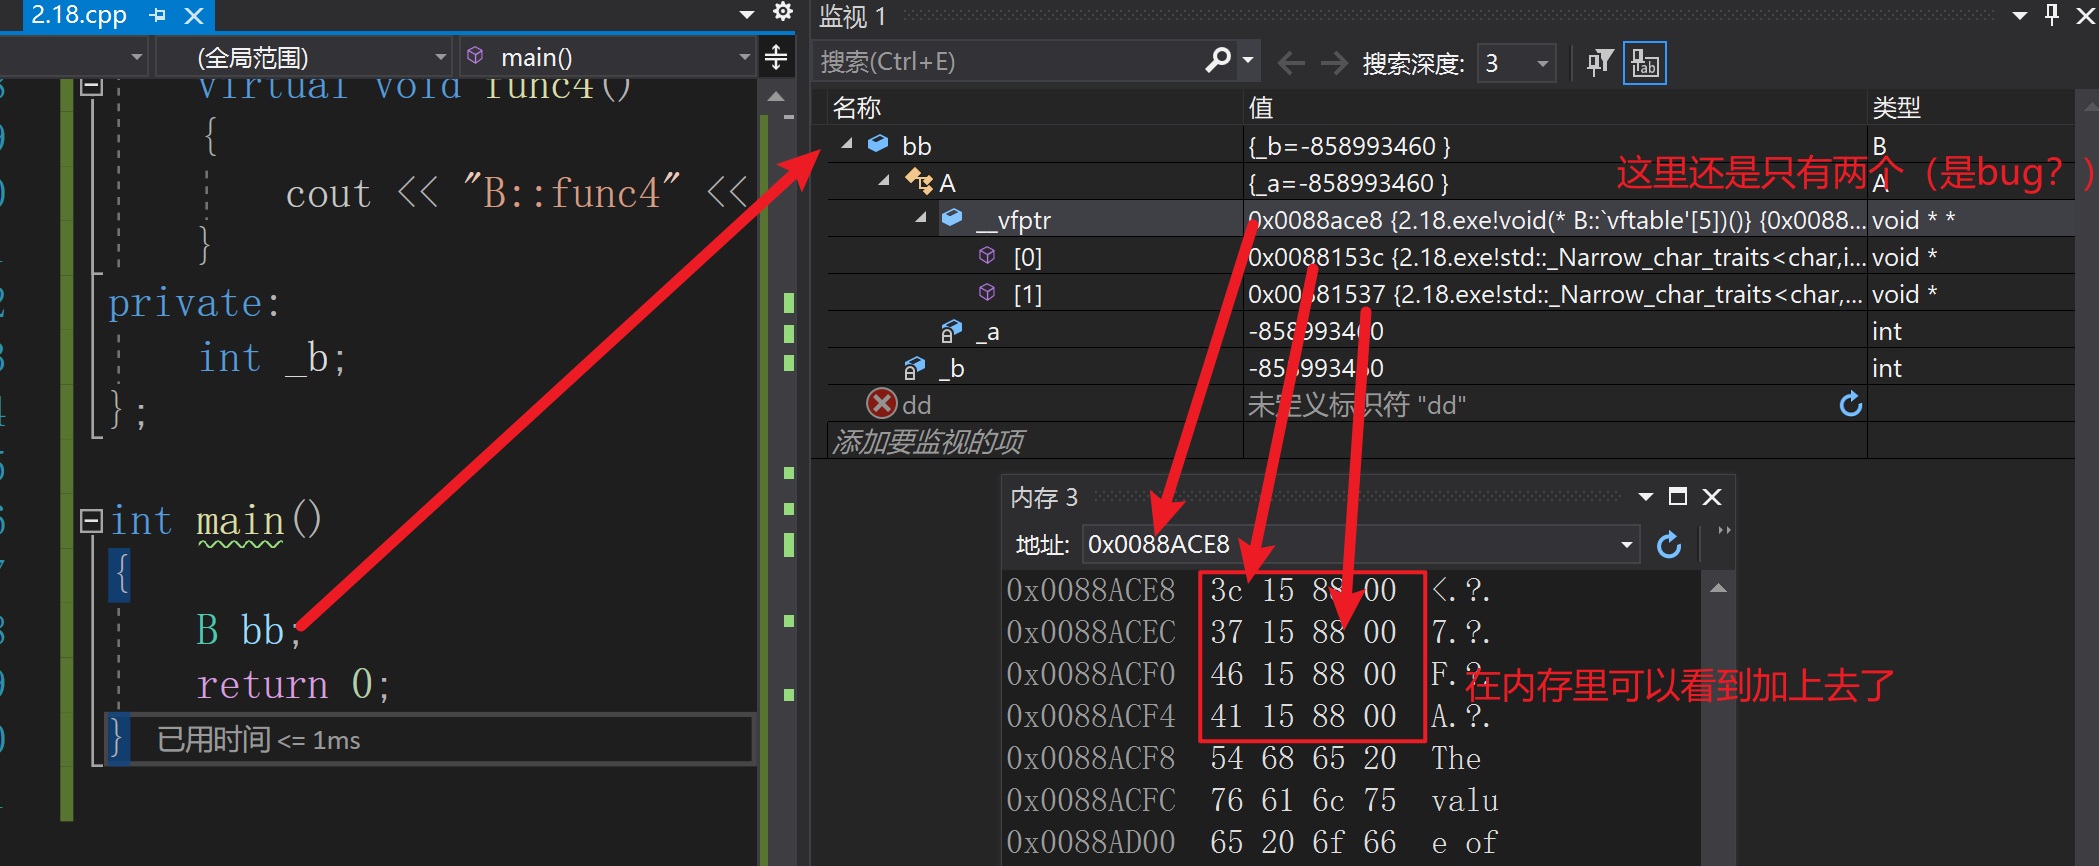 2.18.cpp
(全局范围)
main()
virtual void func4()
{
cout << "B::func4" <<
}
private:
int _b;
};
int main()
{
B bb;
return 0;
}
已用时间 <= 1ms
监视 1
搜索(Ctrl+E)
搜索深度: 3
名称 值 类型
bb {_b=-858993460 } B
这里还是只有两个（是bug？）
A {_a=-858993460 } A
__vfptr 0x0088ace8 {2.18.exe!void(* B::`vftable'[5])()} {0x0088... void * *
[0] 0x0088153c {2.18.exe!std::_Narrow_char_traits<char,i... void *
[1] 0x00881537 {2.18.exe!std::_Narrow_char_traits<char,... void *
_a -858993460 int
_b -858993460 int
dd 未定义标识符 "dd"
添加要监视的项
内存 3
地址: 0x0088ACE8
0x0088ACE8 3c 15 88 00 <.?.
0x0088ACEC 37 15 88 00 7.?.
0x0088ACF0 46 15 88 00 F.?.
在内存里可以看到加上去了
0x0088ACF4 41 15 88 00 A.?.
0x0088ACF8 54 68 65 20 The
0x0088ACFC 76 61 6c 75 valu
0x0088AD00 65 20 6f 66 e of